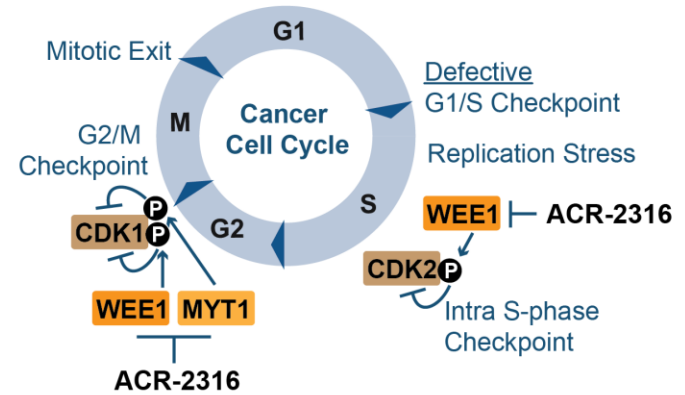 G1
Mitotic Exit
Defective
G1/S Checkpoint
Cancer
Cell Cycle
M
G2/M
Checkpoint
Replication Stress
S
G2
P
CDK1 P
WEE1 MYT1
ACR-2316
WEE1 ACR-2316
CDK2 P
Intra S-phase
Checkpoint